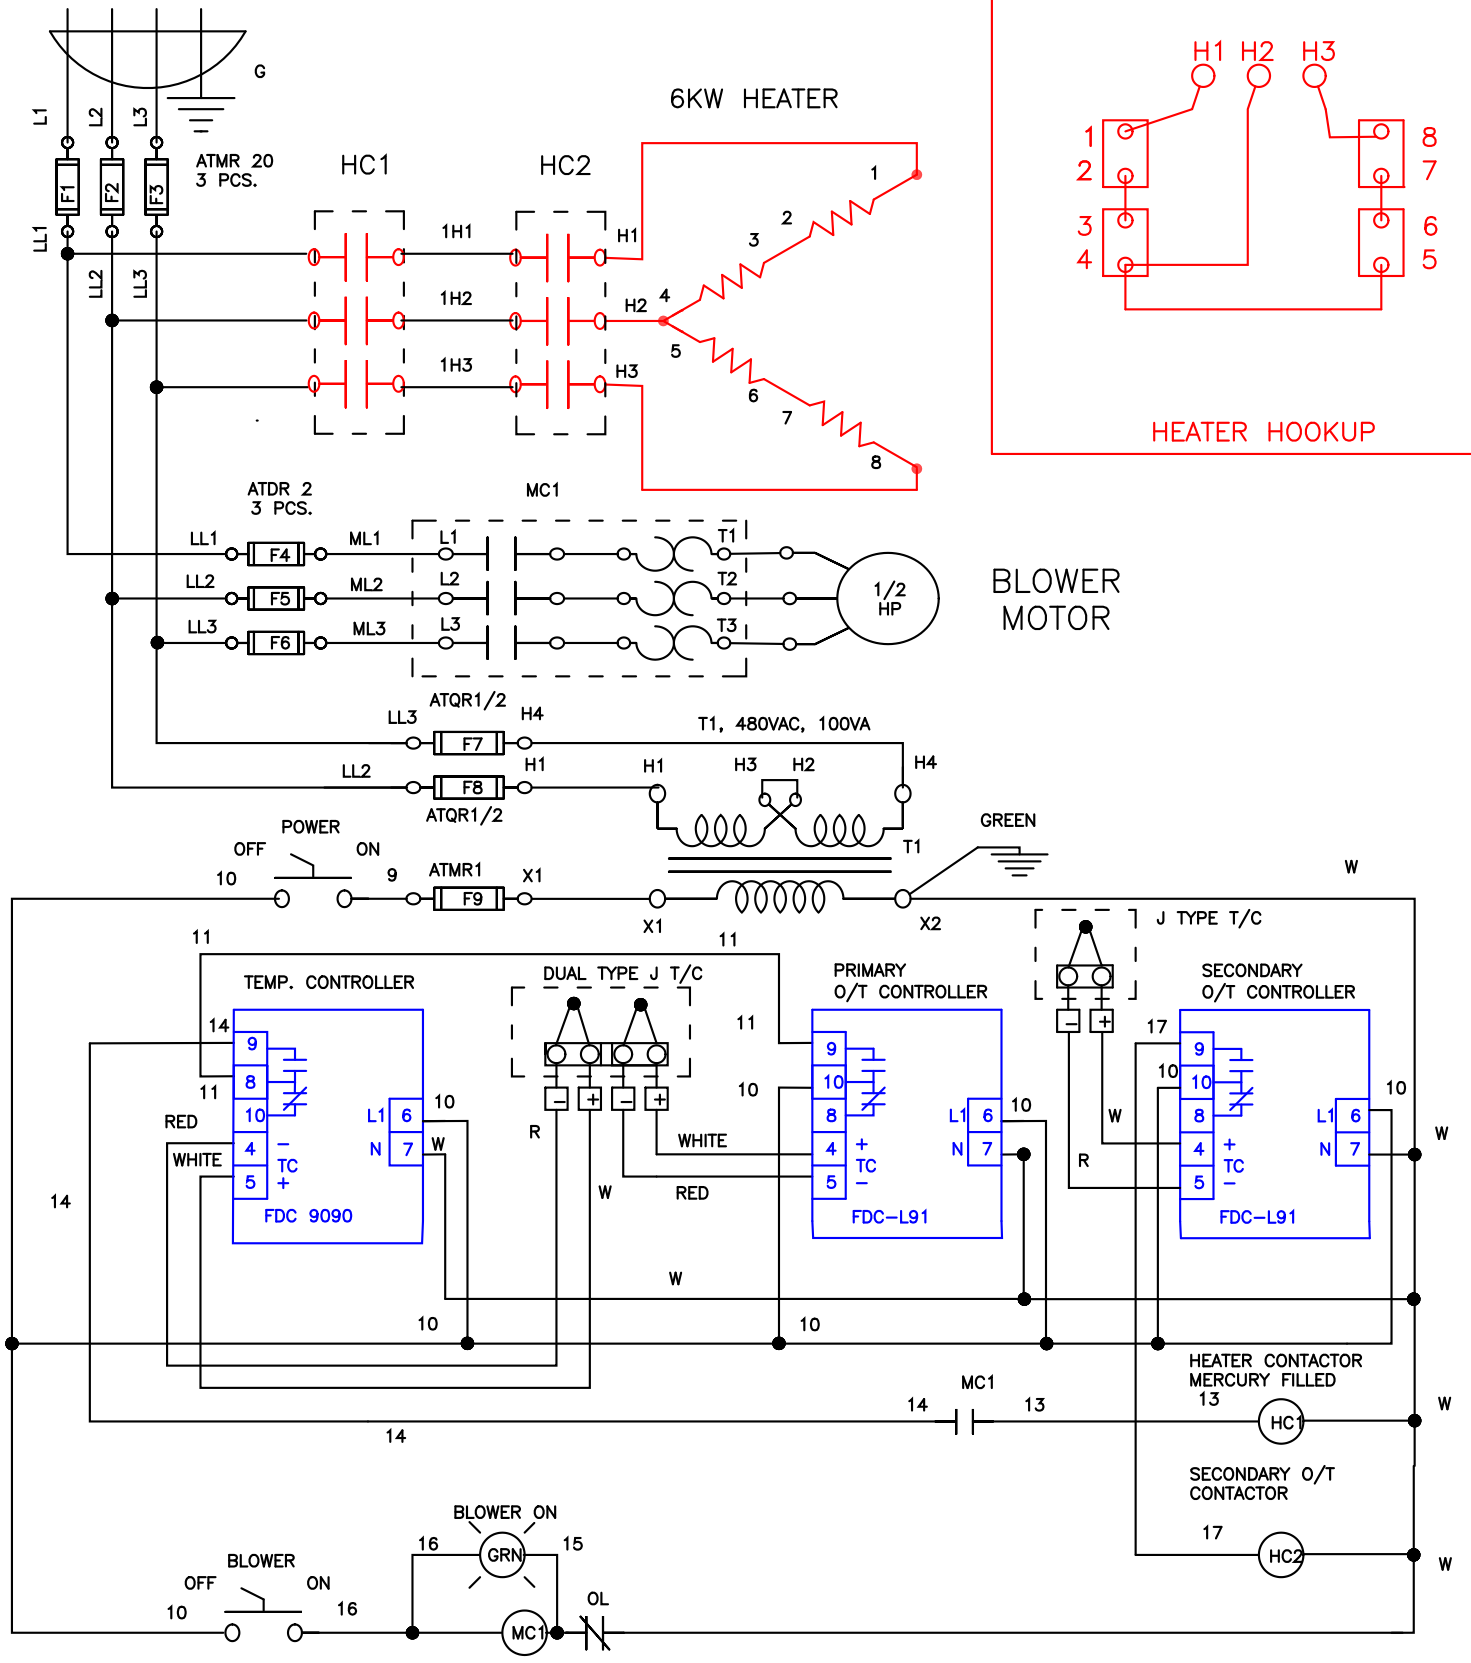 G
L1
L2
L3
ATMR 20
3 PCS.
F1
F2
F3
LL1
LL2
LL3
HC1
HC2
6KW HEATER
1H1
1H2
1H3
H1
H2
H3
1
2
3
4
5
6
7
8
H1 H2 H3
1
2
3
4
8
7
6
5
HEATER HOOKUP
ATDR 2
3 PCS.
MC1
LL1
F4
ML1
L1
T1
LL2
F5
ML2
L2
T2
LL3
F6
ML3
L3
T3
1/2
HP
BLOWER
MOTOR
ATQR1/2
LL3
F7
H4
T1, 480VAC, 100VA
LL2
F8
H1
ATQR1/2
H1
H3
H2
H4
T1
GREEN
POWER
OFF
ON
10
9
ATMR1
F9
X1
X1
X2
W
11
11
TEMP. CONTROLLER
DUAL TYPE J T/C
PRIMARY
O/T CONTROLLER
J TYPE T/C
SECONDARY
O/T CONTROLLER
14
11
9
8
10
4
5
−
TC
+
L1
6
N
7
FDC 9090
10
W
RED
WHITE
14
−
+
−
+
R
W
WHITE
RED
11
10
9
10
8
4
5
+
TC
−
L1
6
N
7
FDC−L91
10
−
+
R
W
17
10
9
10
8
4
5
+
TC
−
L1
6
N
7
FDC−L91
10
W
W
10
10
HEATER CONTACTOR
MERCURY FILLED
14
14
MC1
13
13
HC1
W
SECONDARY O/T
CONTACTOR
17
HC2
W
BLOWER ON
16
GRN
15
BLOWER
OFF
ON
10
16
MC1
OL